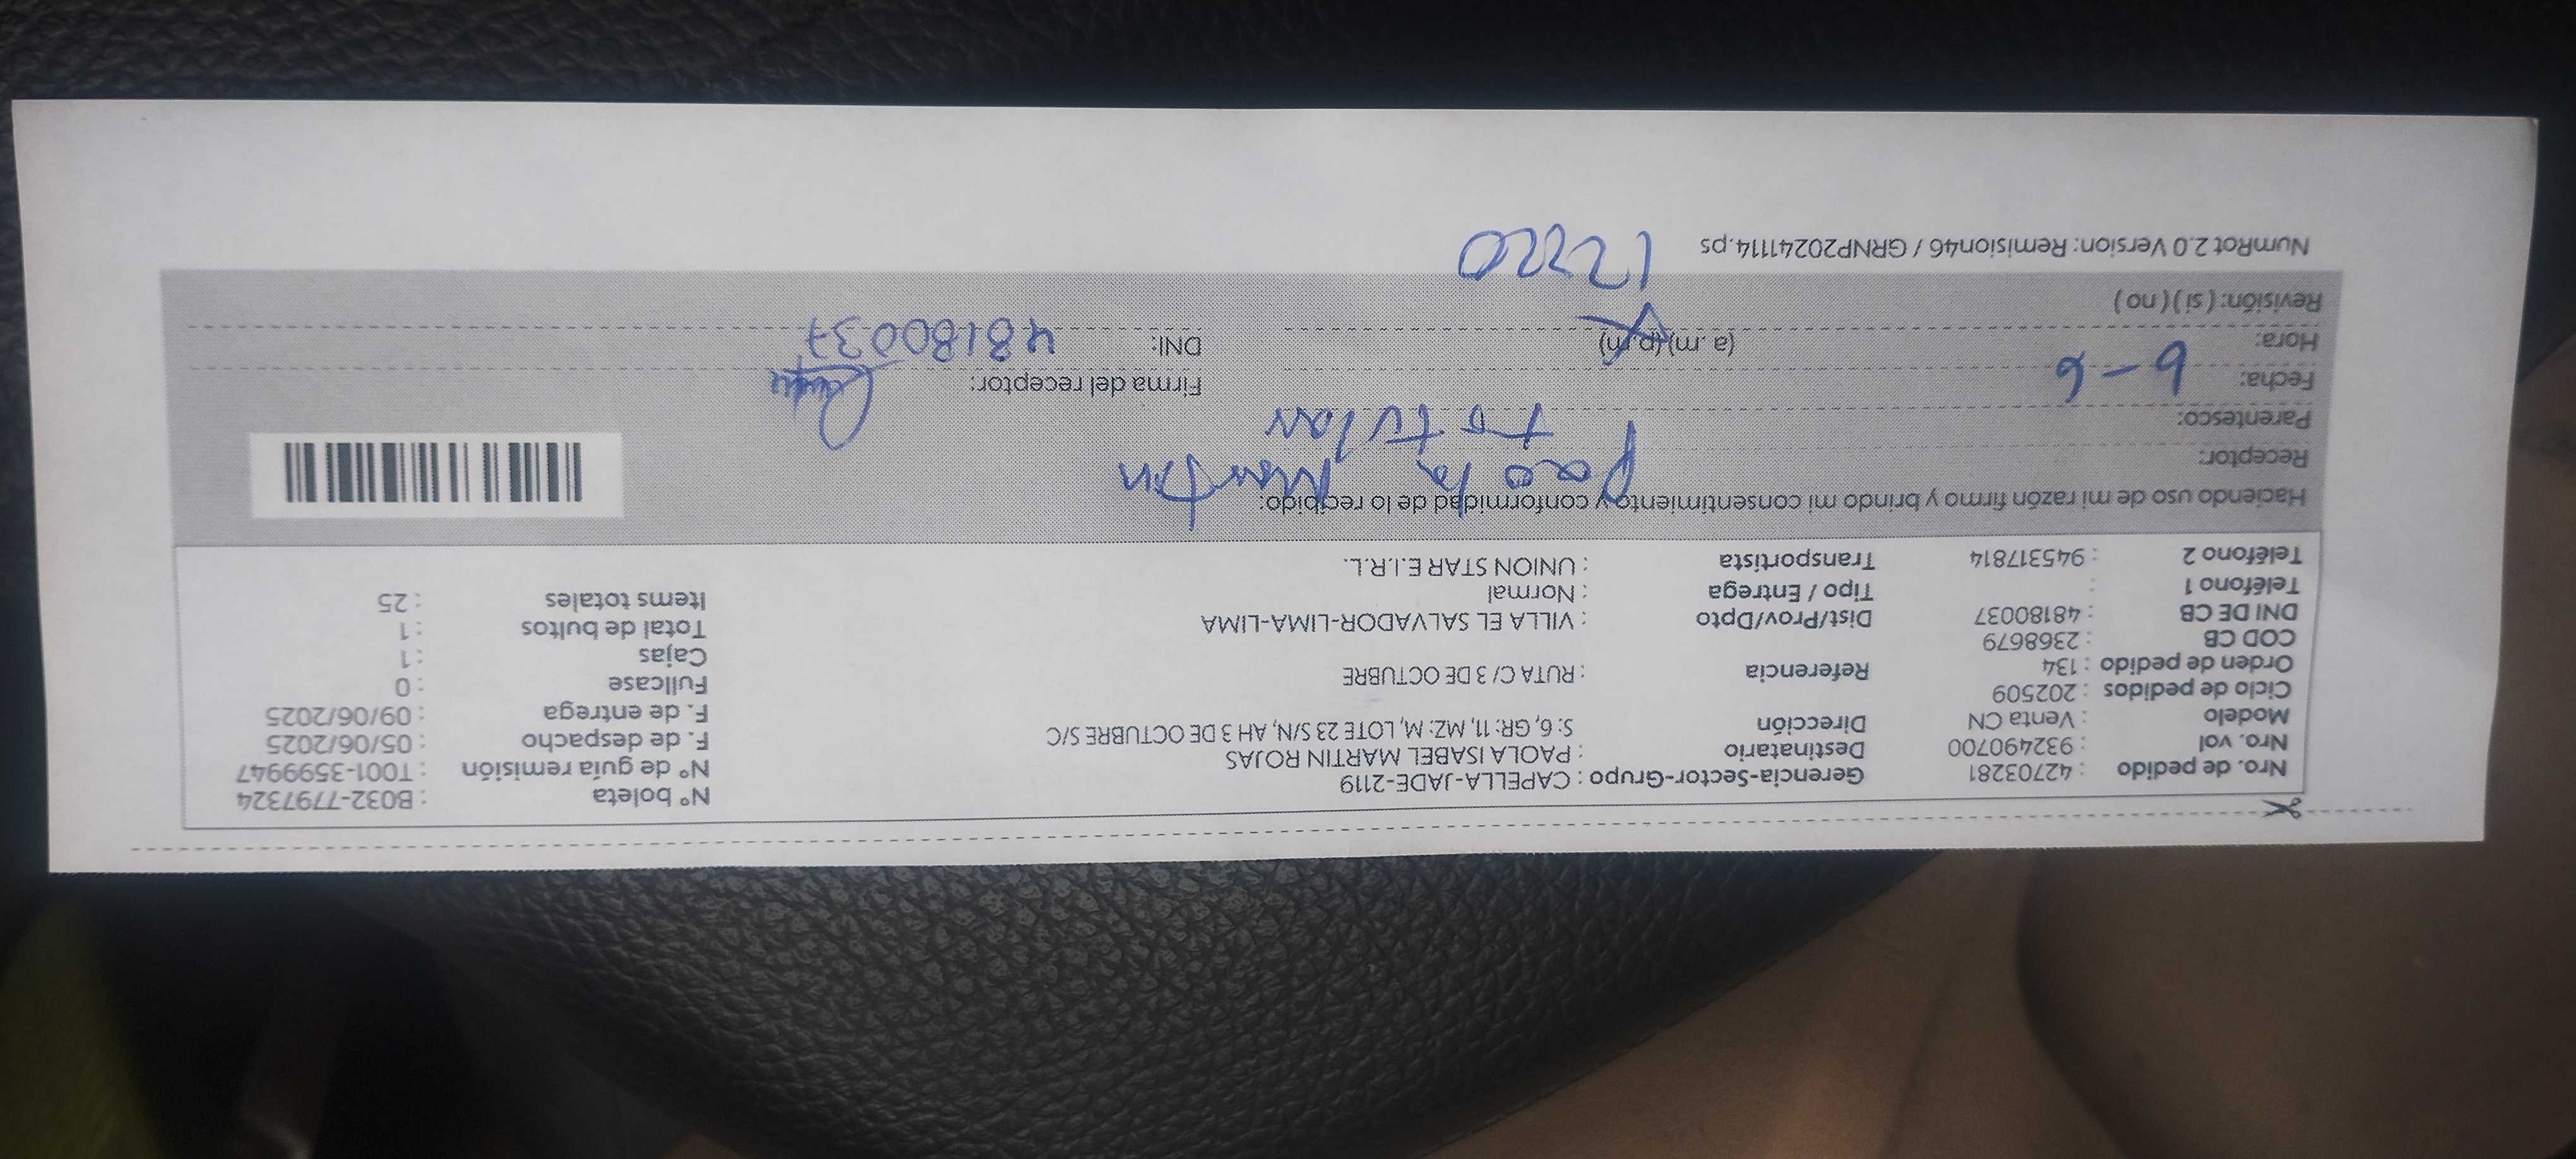 Nro. de pedido : 42703281 Gerencia-Sector-Grupo : CAPELLA-JADE-2119 N° boleta : B032-7797324
Nro. vol : 932490700 Destinatario : PAOLA ISABEL MARTIN ROJAS N° de guía remisión : T001-3599947
Modelo : Venta CN Dirección S: 6, GR: 11, MZ: M, LOTE 23 S/N, AH 3 DE OCTUBRE S/C F. de despacho : 05/06/2025
Ciclo de pedidos : 202509 F. de entrega : 09/06/2025
Orden de pedido : 134 Referencia : RUTA C/ 3 DE OCTUBRE Fullcase : 0
COD CB : 2368679 Cajas : 1
DNI DE CB : 48180037 Dist/Prov/Dpto : VILLA EL SALVADOR-LIMA-LIMA Total de bultos : 1
Teléfono 1 : Tipo / Entrega : Normal Items totales : 25
Teléfono 2 : 945317814 Transportista : UNION STAR E.I.R.L.
Haciendo uso de mi razón firmo y brindo mi consentimiento y conformidad de lo recibido:
Receptor: Paola Martin
Parentesco: titular
Fecha: 6-6 Firma del receptor:
Hora: (a. m) (p.m) DNI: 48180037
Revisión: ( si ) ( no )
NumRot 2.0 Version: Remision46 / GRNP20241114.ps